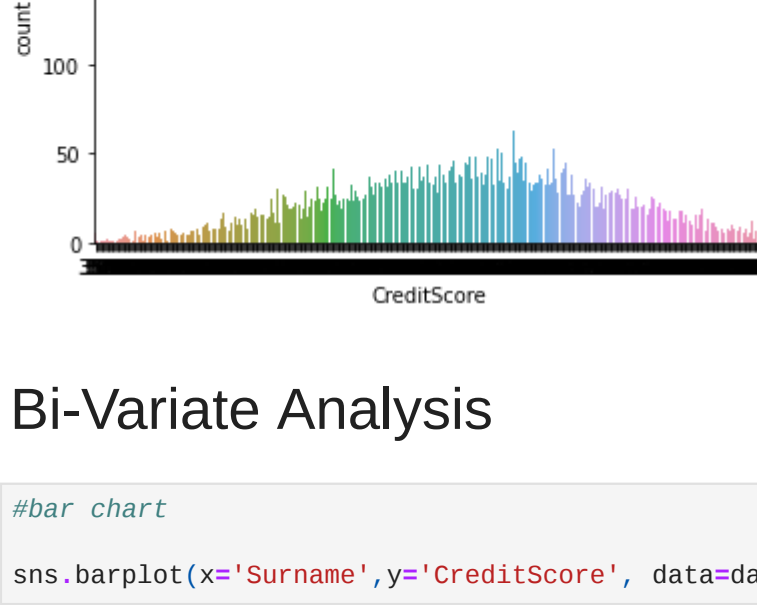 count
100
50
0
CreditScore
Bi-Variate Analysis
#bar chart
sns.barplot(x='Surname',y='CreditScore', data=da